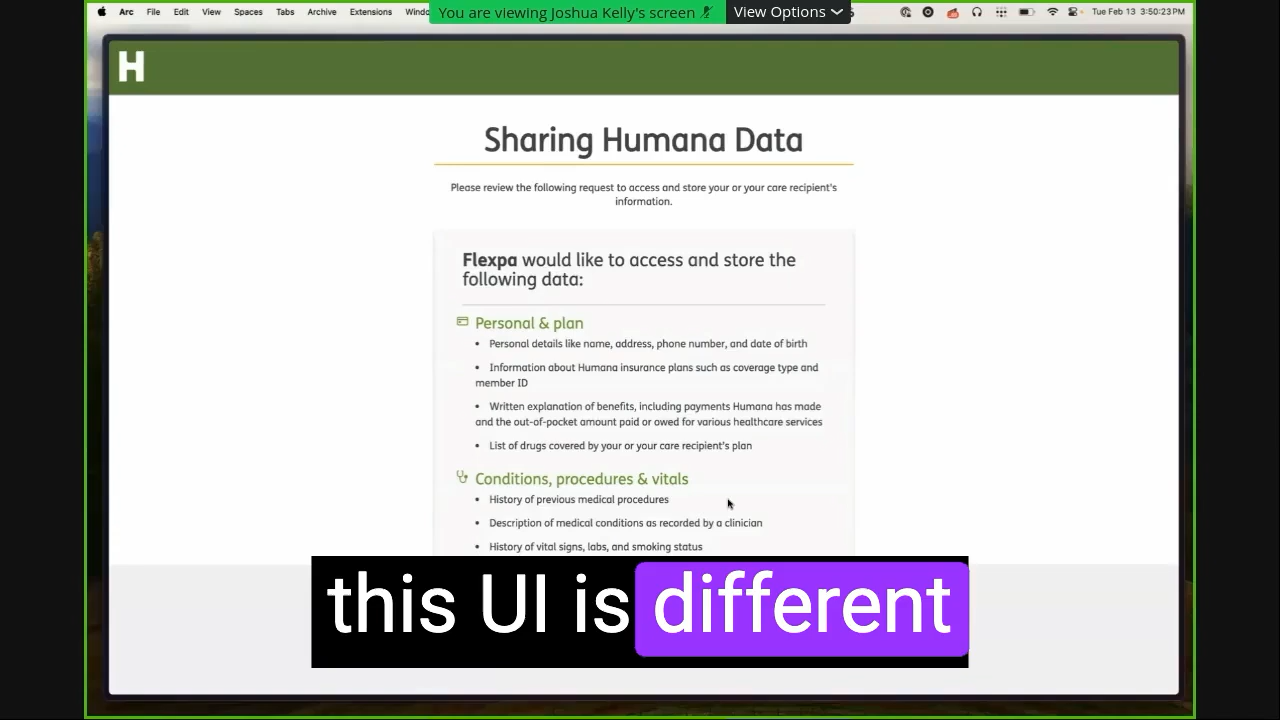 Arc File Edit View Spaces Tabs Archive Extensions Windo
You are viewing Joshua Kelly's screen
View Options
Tue Feb 13 3:50:23 PM
H
Sharing Humana Data
Please review the following request to access and store your or your care recipient's
information.
Flexpa would like to access and store the
following data:
Personal & plan
• Personal details like name, address, phone number, and date of birth
• Information about Humana insurance plans such as coverage type and
member ID
• Written explanation of benefits, including payments Humana has made
and the out-of-pocket amount paid or owed for various healthcare services
• List of drugs covered by your or your care recipient's plan
Conditions, procedures & vitals
• History of previous medical procedures
• Description of medical conditions as recorded by a clinician
• History of vital signs, labs, and smoking status
this UI is different